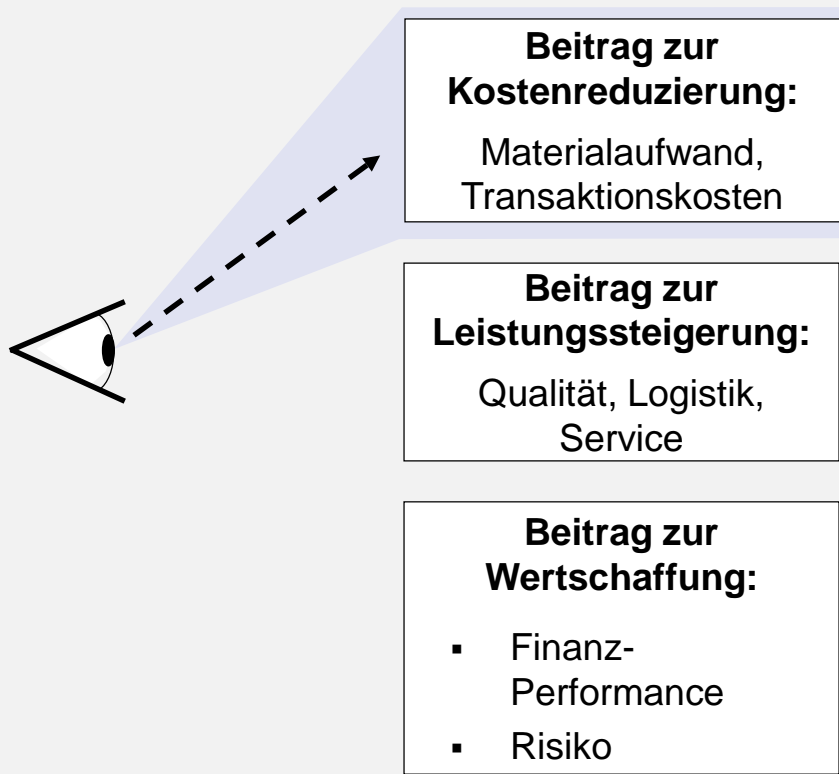 Beitrag zur
Kostenreduzierung:
Materialaufwand,
Transaktionskosten
Beitrag zur
Leistungssteigerung:
Qualität, Logistik,
Service
Beitrag zur
Wertschaffung:
▪ Finanz-
Performance
▪ Risiko